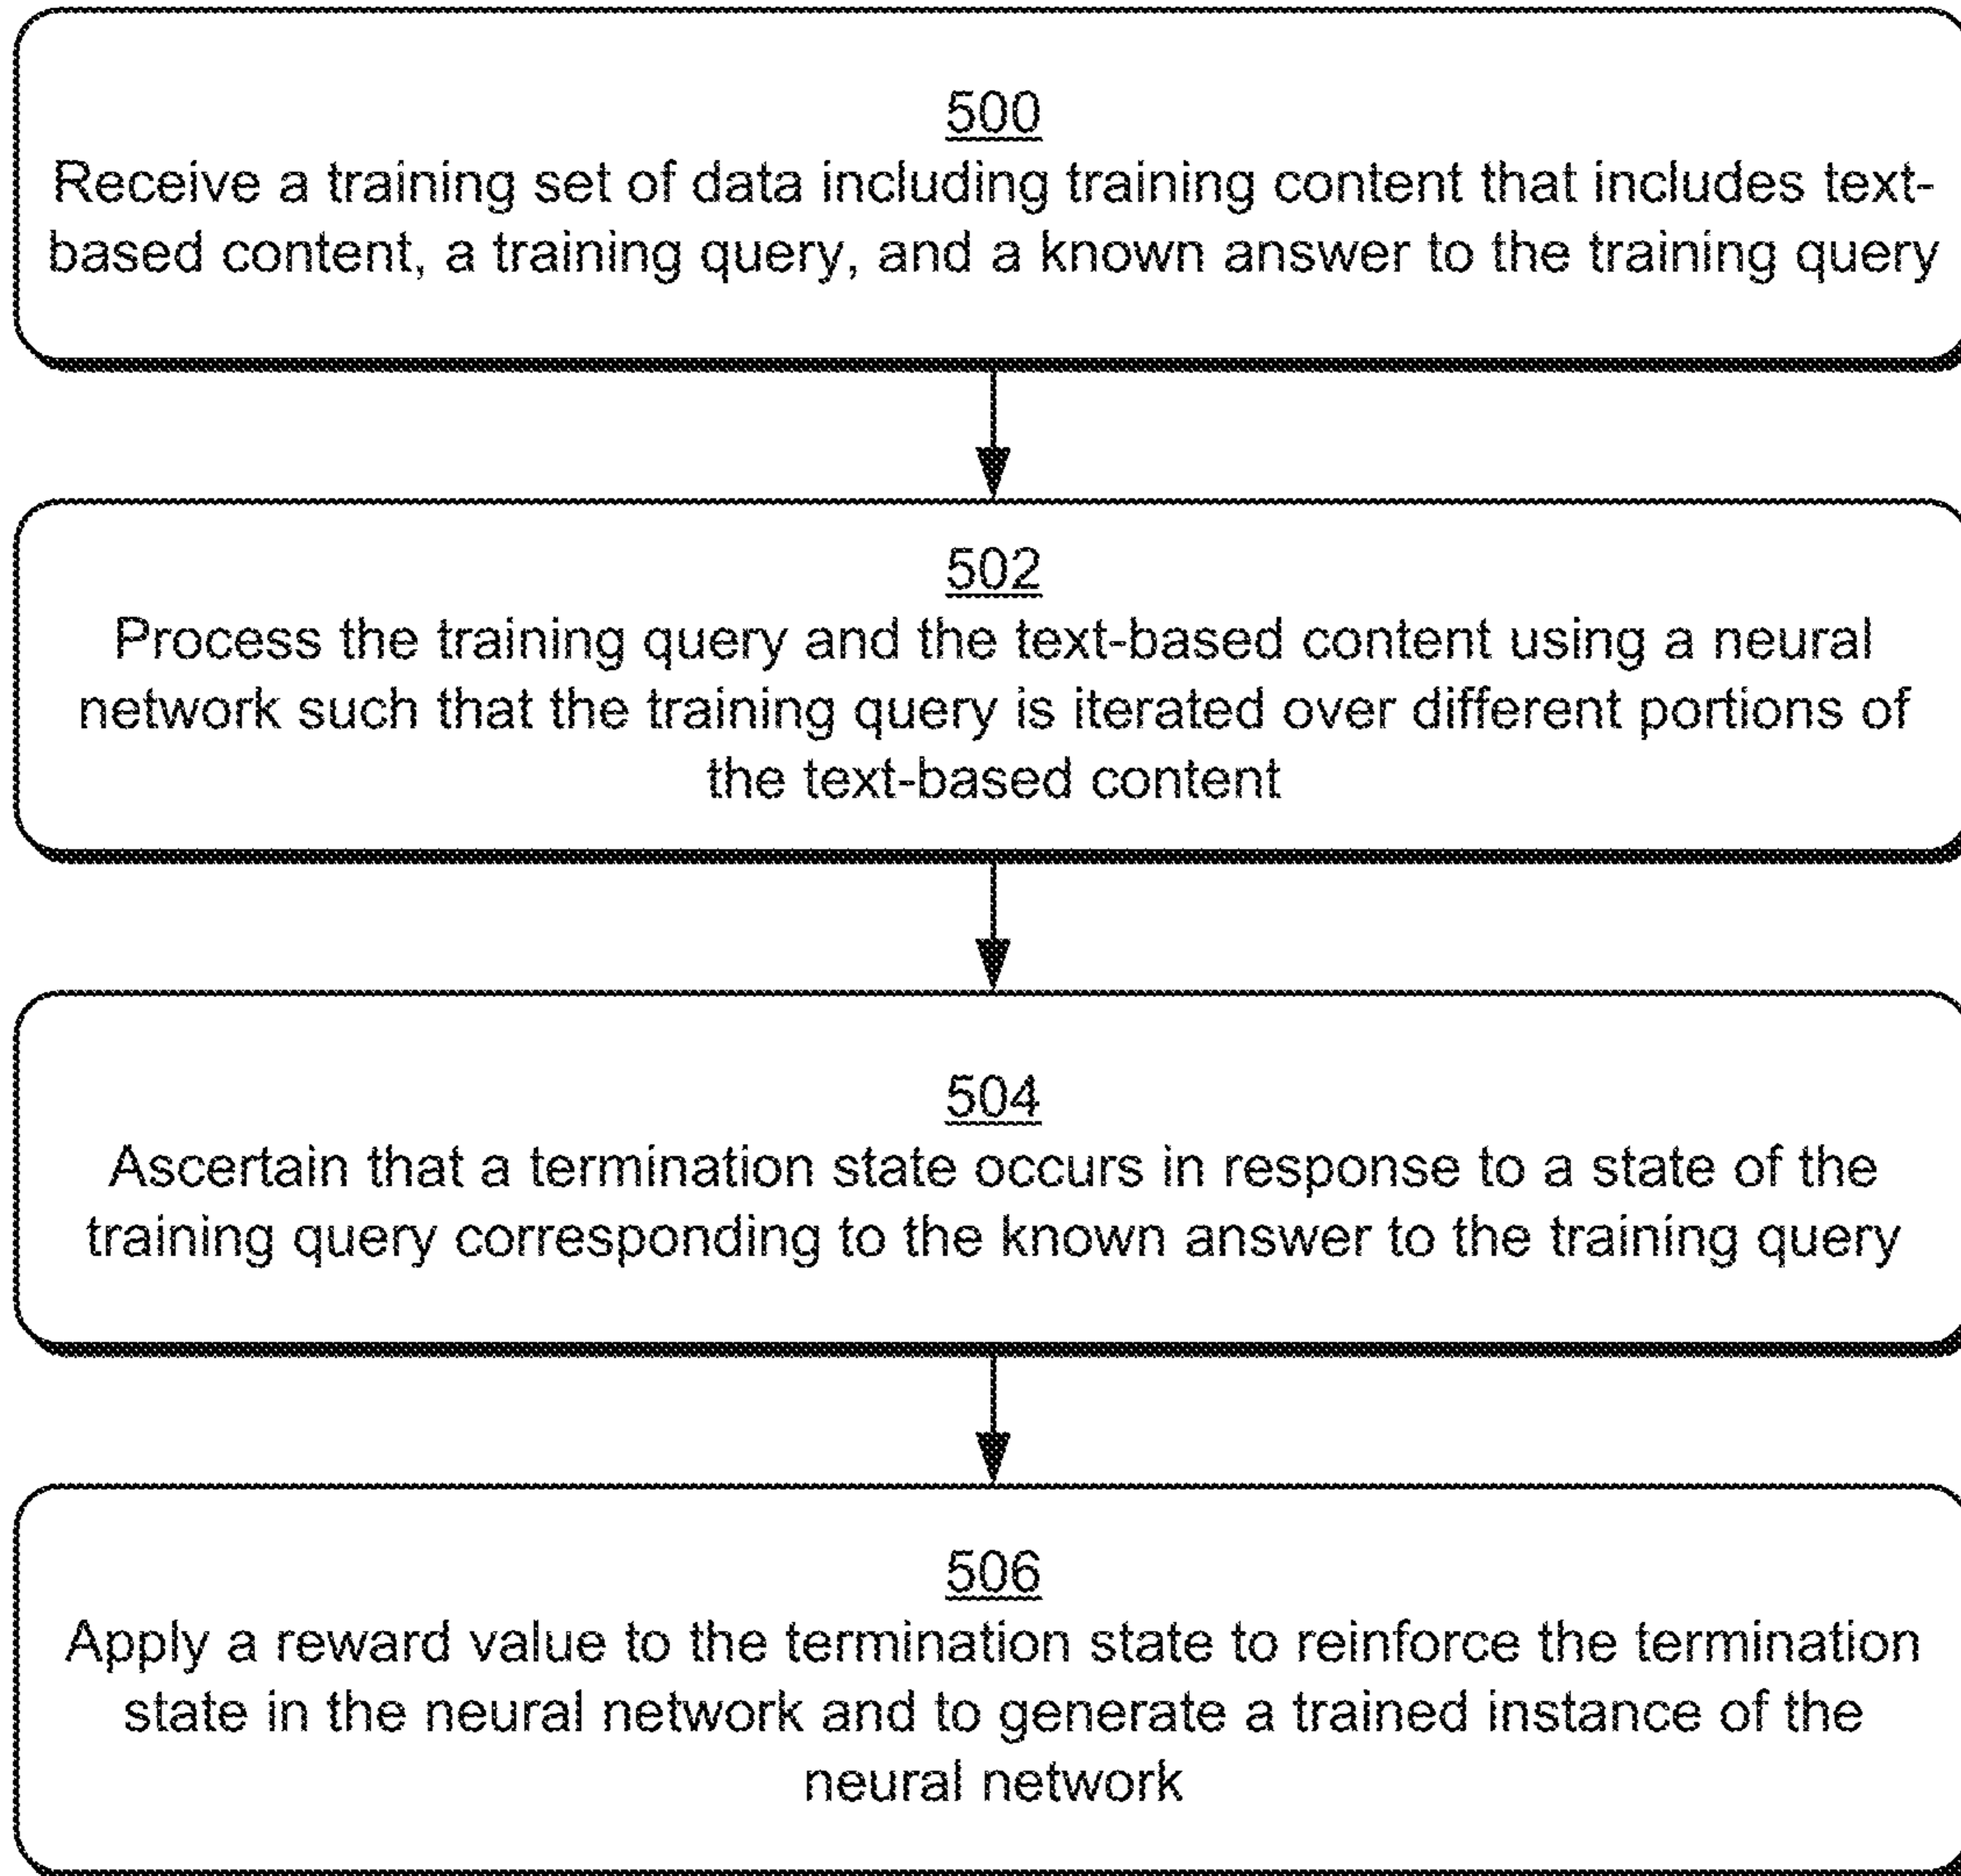 500
Receive a training set of data including training content that includes text-
based content, a training query, and a known answer to the training query
502
Process the training query and the text-based content using a neural
network such that the training query is iterated over different portions of
the text-based content
504
Ascertain that a termination state occurs in response to a state of the
training query corresponding to the known answer to the training query
506
Apply a reward value to the termination state to reinforce the termination
state in the neural network and to generate a trained instance of the
neural network